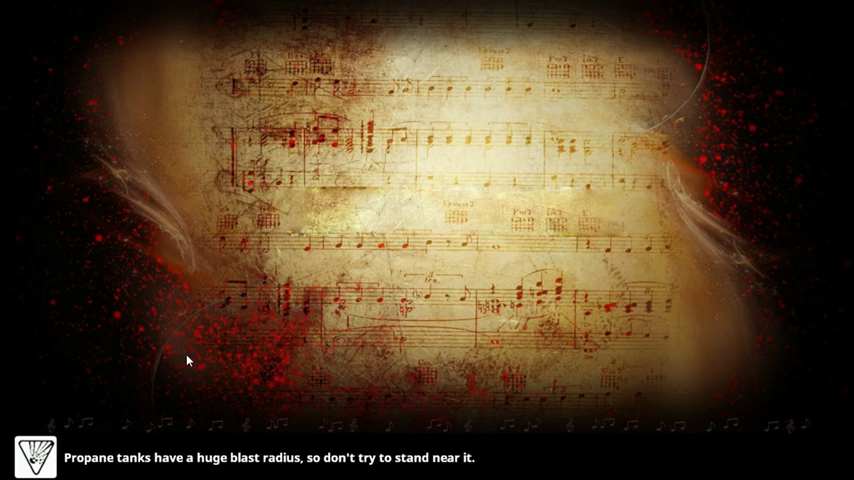 Propane tanks have a huge blast radius, so don't try to stand near it.